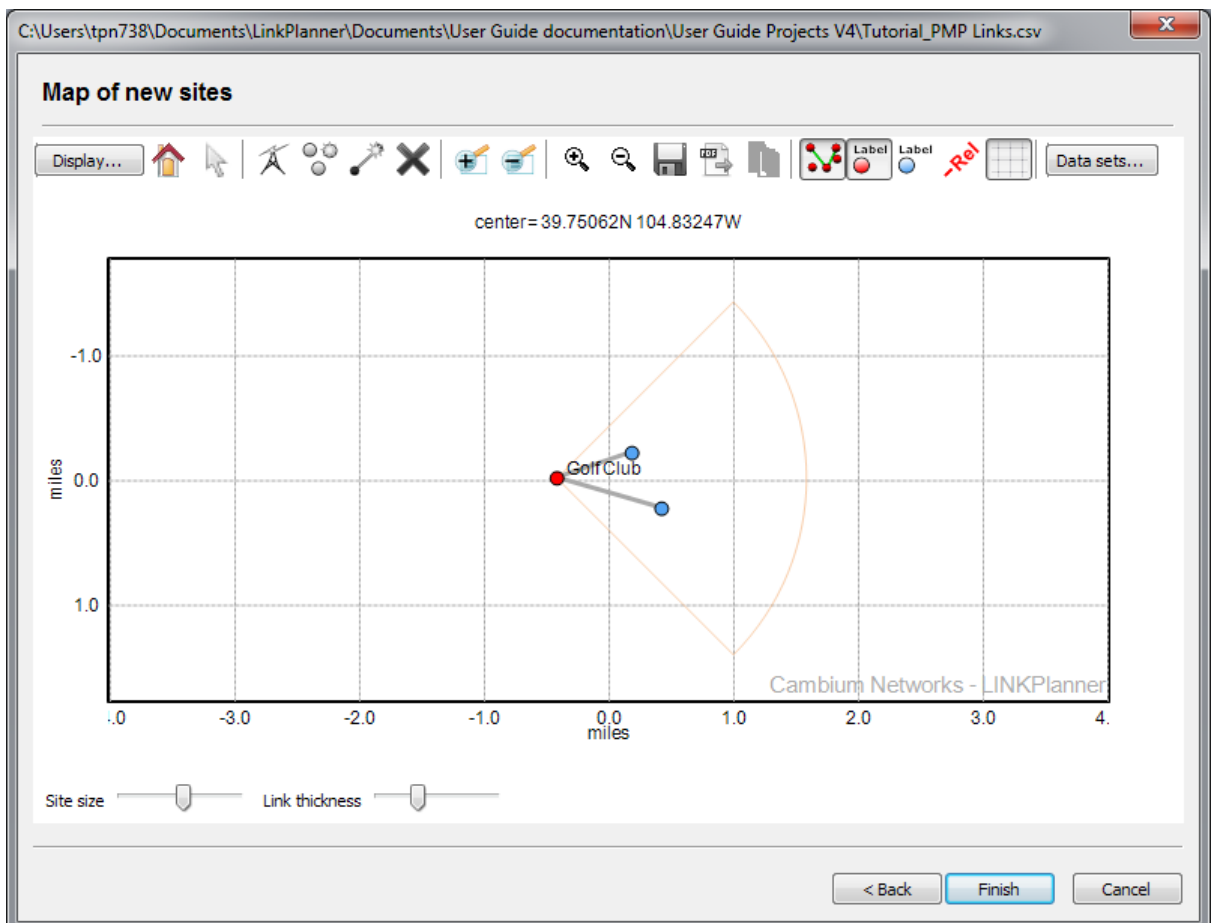 C:\Users\tpn738\Documents\LinkPlanner\Documents\User Guide documentation\User Guide Projects V4\Tutorial_PMP Links.csv
Map of new sites
Display...
Label
Label
-Rel
Data sets...
center= 39.75062N 104.83247W
-1.0
0.0
1.0
miles
Golf Club
Cambium Networks - LINKPlanner
.0 -3.0 -2.0 -1.0 0.0 1.0 2.0 3.0 4.
miles
Site size Link thickness
< Back Finish Cancel